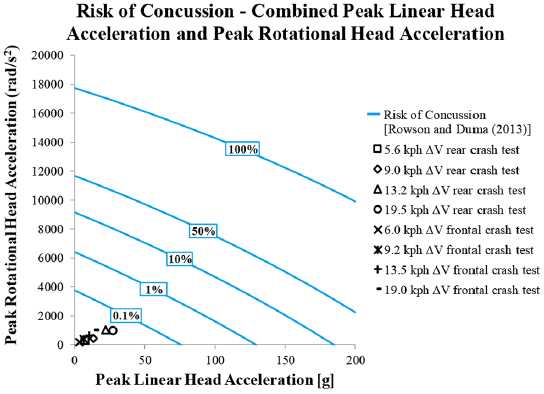 Risk of Concussion - Combined Peak Linear Head
Acceleration and Peak Rotational Head Acceleration
Peak Rotational Head Acceleration (rad/s²)
20000
18000
16000
14000
12000
10000
8000
6000
4000
2000
0
100%
50%
10%
1%
0.1%
0
50
100
150
200
Peak Linear Head Acceleration [g]
Risk of Concussion
[Rowson and Duma (2013)]
5.6 kph ΔV rear crash test
9.0 kph ΔV rear crash test
13.2 kph ΔV rear crash test
19.5 kph ΔV rear crash test
6.0 kph ΔV frontal crash test
9.2 kph ΔV frontal crash test
13.5 kph ΔV frontal crash test
19.0 kph ΔV frontal crash test